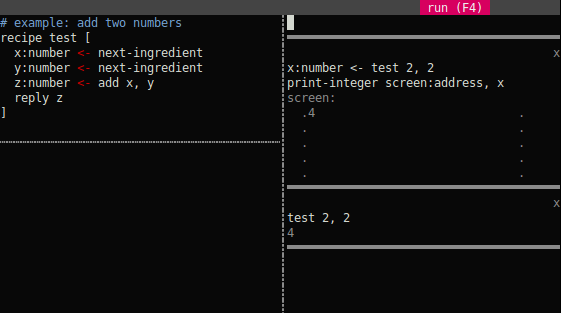 run (F4)
# example: add two numbers
recipe test [
  x:number <- next-ingredient
  y:number <- next-ingredient
  z:number <- add x, y
  reply z
]
x
x:number <- test 2, 2
print-integer screen:address, x
screen:
  .4                              .
  .                               .
  .                               .
  .                               .
  .                               .
x
test 2, 2
4
x